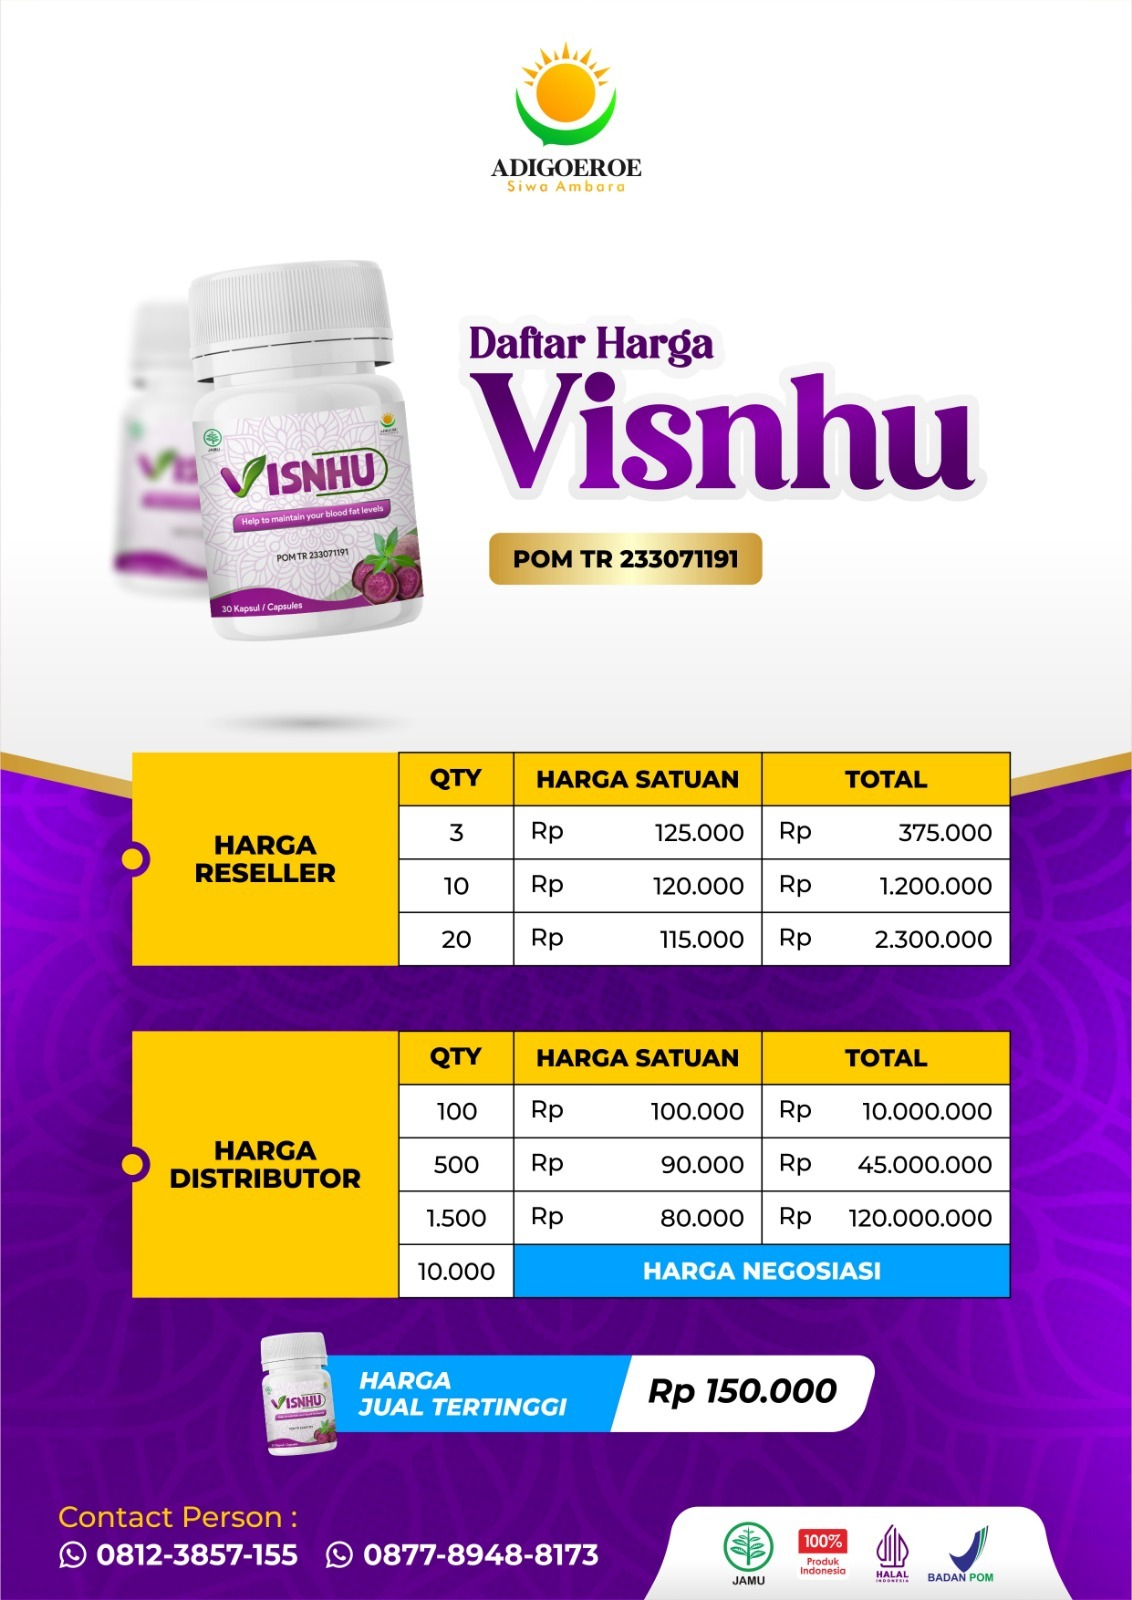 ADIGOEROE
Siwa Ambara
Daftar Harga
Visnhu
POM TR 233071191
JAMU
VISNHU
Help to maintain your blood fat levels
POM TR 233071191
30 Kapsul / Capsules
HARGA
RESELLER
QTY HARGA SATUAN TOTAL
3 Rp 125.000 Rp 375.000
10 Rp 120.000 Rp 1.200.000
20 Rp 115.000 Rp 2.300.000
HARGA
DISTRIBUTOR
QTY HARGA SATUAN TOTAL
100 Rp 100.000 Rp 10.000.000
500 Rp 90.000 Rp 45.000.000
1.500 Rp 80.000 Rp 120.000.000
10.000 HARGA NEGOSIASI
VISNHU
HARGA
JUAL TERTINGGI
Rp 150.000
Contact Person :
0812-3857-155 0877-8948-8173
JAMU
100%
Produk
Indonesia
HALAL
INDONESIA
BADAN POM